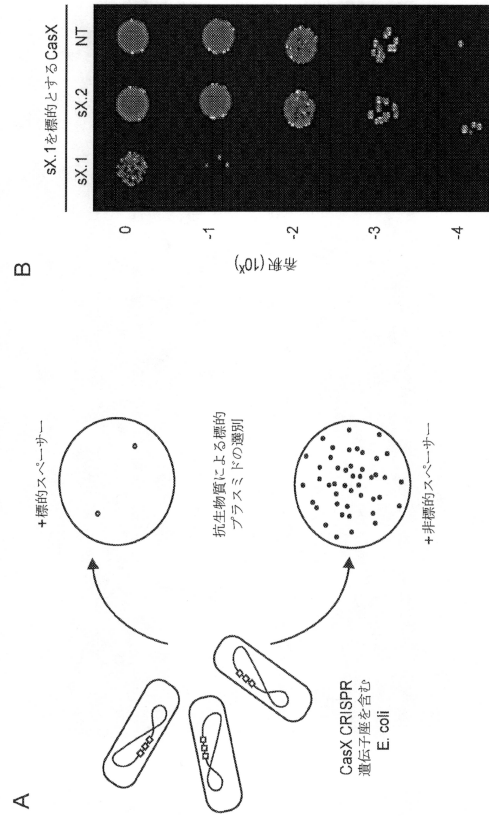 A
CasX CRISPR
遺伝子座を含む
E. coli
+標的スペーサー
抗生物質による標的
プラスミドの選別
+非標的スペーサー
B
sX.1を標的とするCasX
sX.1 sX.2 NT
希釈(10ˣ)
0
-1
-2
-3
-4